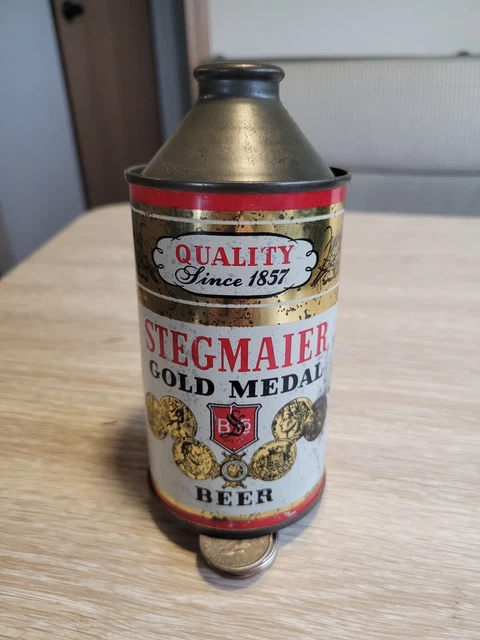 QUALITY
Since 1857
STEGMAIER
GOLD MEDAL
BEER